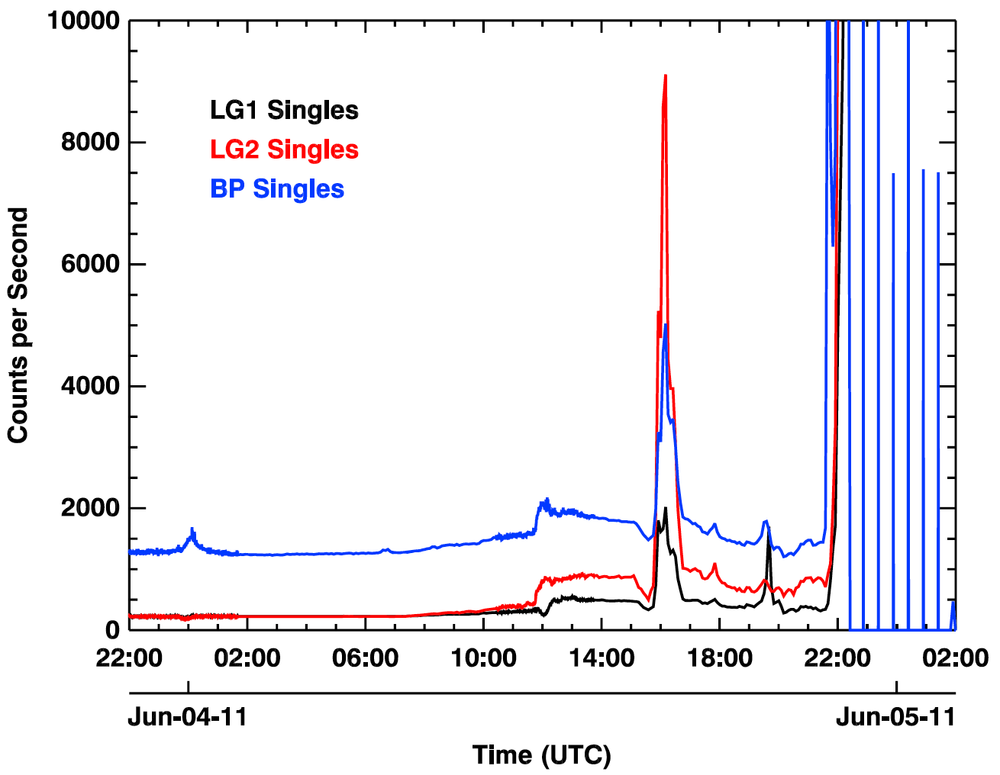 10000
8000
6000
4000
2000
0
Counts per Second
LG1 Singles
LG2 Singles
BP Singles
22:00 02:00 06:00 10:00 14:00 18:00 22:00 02:00
Jun-04-11 Jun-05-11
Time (UTC)